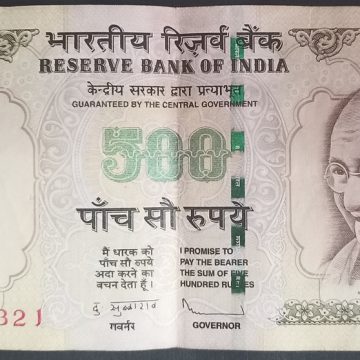 भारतीय रिज़र्व बैंक
RESERVE BANK OF INDIA
केन्द्रीय सरकार द्वारा प्रत्याभूत
GUARANTEED BY THE CENTRAL GOVERNMENT
500
पाँच सौ रुपये
मैं धारक को
पाँच सौ रुपये
अदा करने का
वचन देता हूँ।
I PROMISE TO
PAY THE BEARER
THE SUM OF FIVE
HUNDRED RUPEES
गवर्नर
GOVERNOR
321